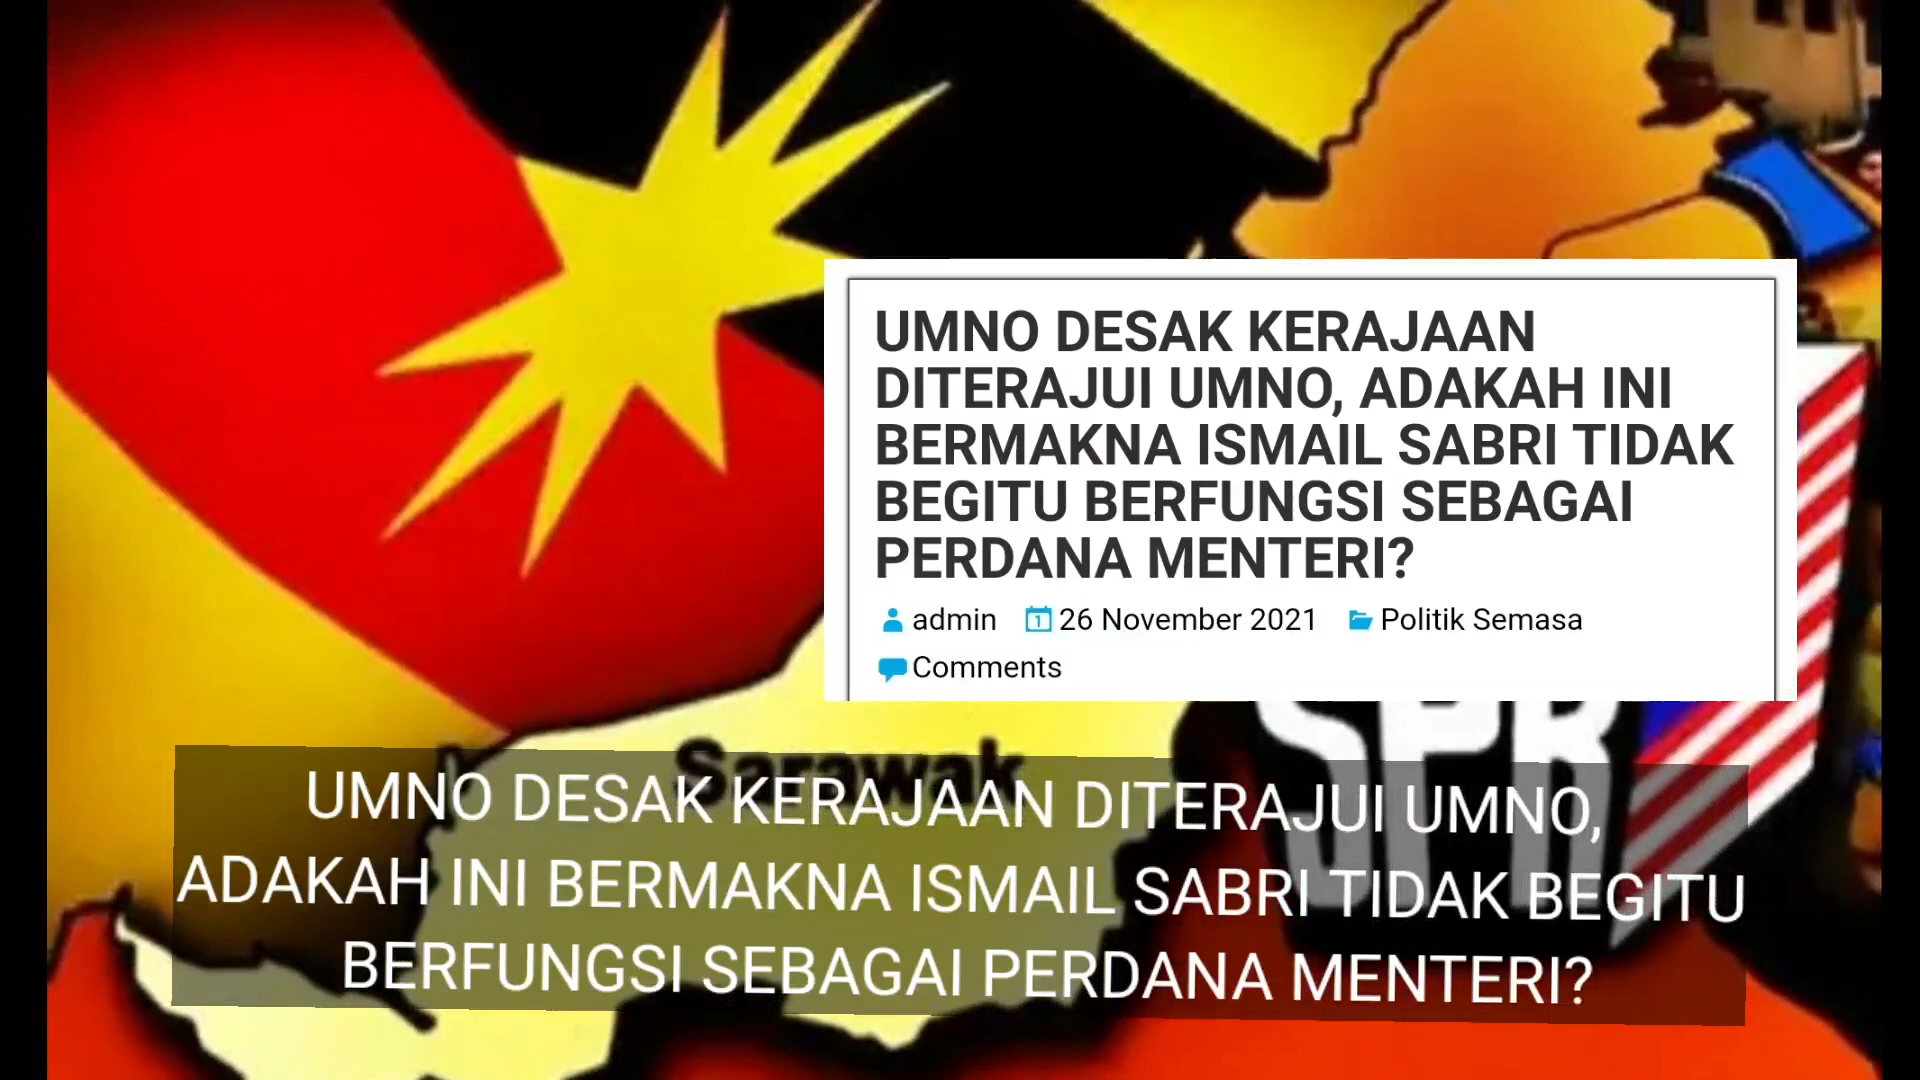 UMNO DESAK KERAJAAN
DITERAJUI UMNO, ADAKAH INI
BERMAKNA ISMAIL SABRI TIDAK
BEGITU BERFUNGSI SEBAGAI
PERDANA MENTERI?
admin 26 November 2021 Politik Semasa
Comments
SPR
Sarawak
UMNO DESAK KERAJAAN DITERAJUI UMNO,
ADAKAH INI BERMAKNA ISMAIL SABRI TIDAK BEGITU
BERFUNGSI SEBAGAI PERDANA MENTERI?